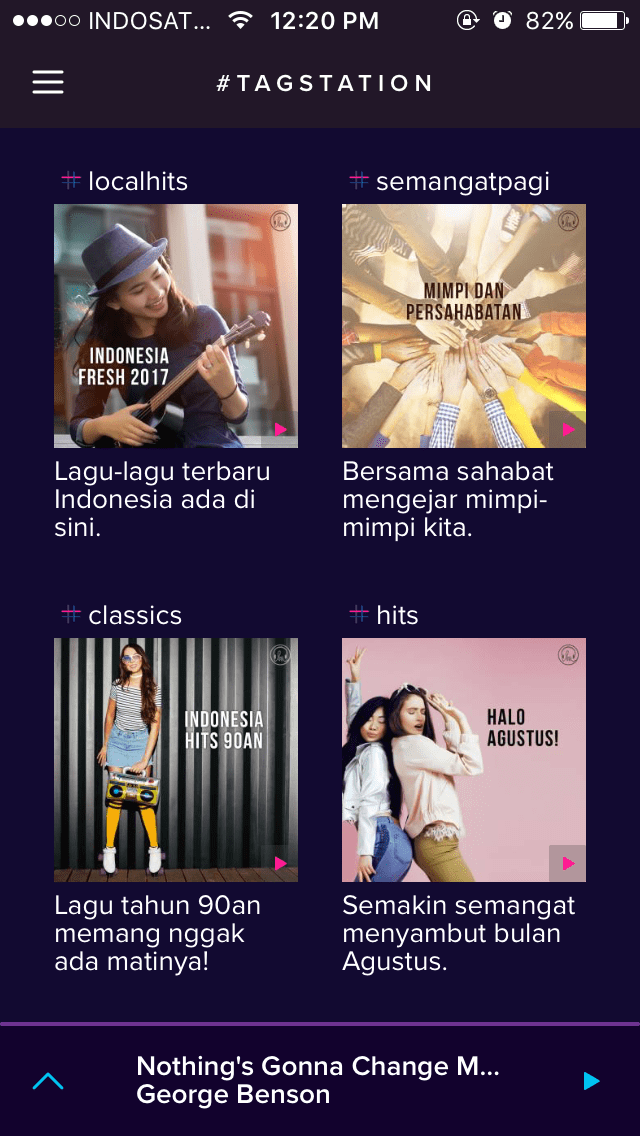 INDOSAT... 12:20 PM 82%
#TAGSTATION
# localhits
INDONESIA
FRESH 2017
Lagu-lagu terbaru
Indonesia ada di
sini.
# semangatpagi
MIMPI DAN
PERSAHABATAN
Bersama sahabat
mengejar mimpi-
mimpi kita.
# classics
INDONESIA
HITS 90AN
Lagu tahun 90an
memang nggak
ada matinya!
# hits
HALO
AGUSTUS!
Semakin semangat
menyambut bulan
Agustus.
Nothing's Gonna Change M...
George Benson